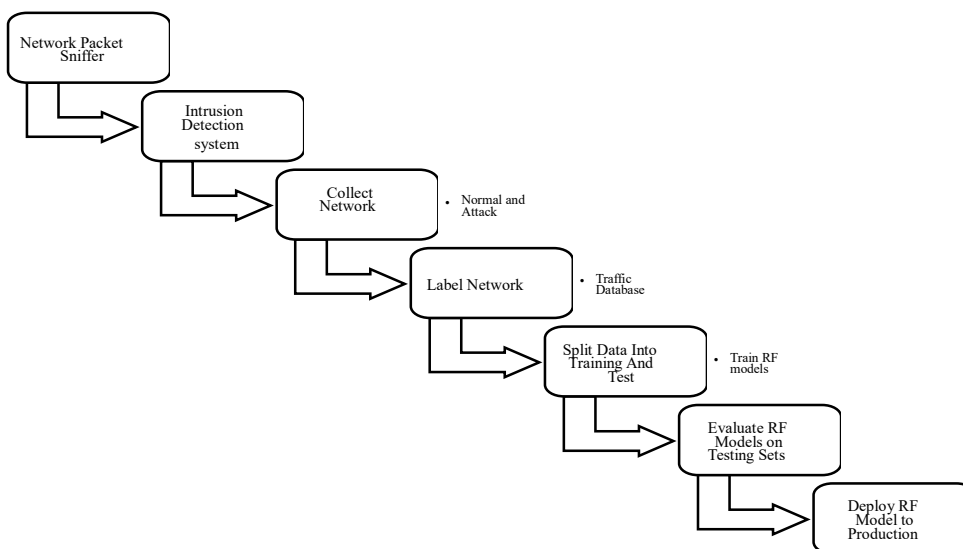 Network Packet
Sniffer
Intrusion
Detection
system
Collect
Network
• Normal and
Attack
Label Network
• Traffic
Database
Split Data Into
Training And
Test
• Train RF
models
Evaluate RF
Models on
Testing Sets
Deploy RF
Model to
Production